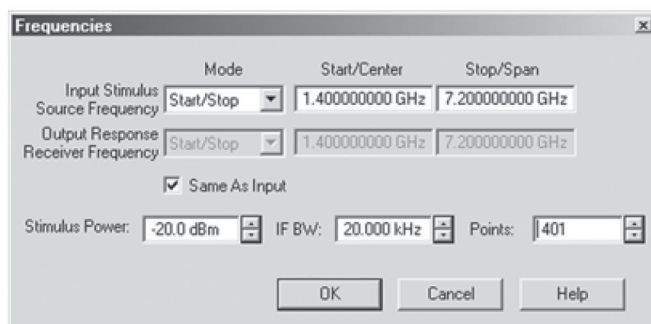 Frequencies
Mode Start/Center Stop/Span
Input Stimulus
Source Frequency Start/Stop 1.400000000 GHz 7.200000000 GHz
Output Response
Receiver Frequency Start/Stop 1.400000000 GHz 7.200000000 GHz
Same As Input
Stimulus Power: -20.0 dBm IF BW: 20.000 kHz Points: 401
OK Cancel Help